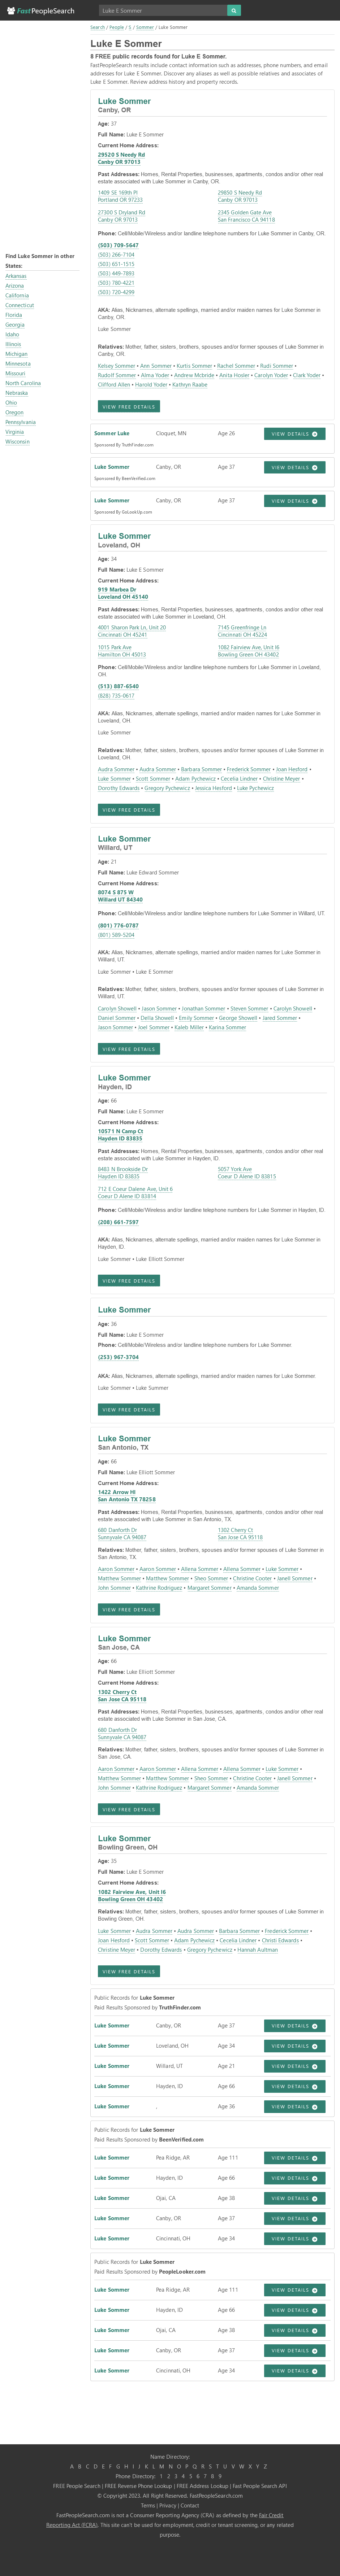 Fast PeopleSearch
Luke E Sommer
Search / People / S / Sommer / Luke Sommer
Luke E Sommer
8 FREE public records found for Luke E Sommer.
FastPeopleSearch results include contact information such as addresses, phone numbers, and email
addresses for Luke E Sommer. Discover any aliases as well as possible relatives and associates of
Luke E Sommer. Review address history and property records.
Find Luke Sommer in other
States:
Arkansas
Arizona
California
Connecticut
Florida
Georgia
Idaho
Illinois
Michigan
Minnesota
Missouri
North Carolina
Nebraska
Ohio
Oregon
Pennsylvania
Virginia
Wisconsin
Luke Sommer
Canby, OR
Age: 37
Full Name: Luke E Sommer
Current Home Address:
29520 S Needy Rd
Canby OR 97013
Past Addresses: Homes, Rental Properties, businesses, apartments, condos and/or other real
estate associated with Luke Sommer in Canby, OR.
1409 SE 169th Pl
Portland OR 97233
29850 S Needy Rd
Canby OR 97013
27300 S Dryland Rd
Canby OR 97013
2345 Golden Gate Ave
San Francisco CA 94118
Phone: Cell/Mobile/Wireless and/or landline telephone numbers for Luke Sommer in Canby, OR.
(503) 709-5647
(503) 266-7104
(503) 651-1515
(503) 449-7893
(503) 780-4221
(503) 720-4299
AKA: Alias, Nicknames, alternate spellings, married and/or maiden names for Luke Sommer in
Canby, OR.
Luke Sommer
Relatives: Mother, father, sisters, brothers, spouses and/or former spouses of Luke Sommer in
Canby, OR.
Kelsey Sommer • Ann Sommer • Kurtis Sommer • Rachel Sommer • Rudi Sommer •
Rudolf Sommer • Alma Yoder • Andrew Mcbride • Anita Hosler • Carolyn Yoder • Clark Yoder •
Clifford Allen • Harold Yoder • Kathryn Raabe
VIEW FREE DETAILS
Sommer Luke Cloquet, MN Age 26 VIEW DETAILS
Sponsored By TruthFinder.com
Luke Sommer Canby, OR Age 37 VIEW DETAILS
Sponsored By BeenVerified.com
Luke Sommer Canby, OR Age 37 VIEW DETAILS
Sponsored By GoLookUp.com
Luke Sommer
Loveland, OH
Age: 34
Full Name: Luke E Sommer
Current Home Address:
919 Marbea Dr
Loveland OH 45140
Past Addresses: Homes, Rental Properties, businesses, apartments, condos and/or other real
estate associated with Luke Sommer in Loveland, OH.
4001 Sharon Park Ln, Unit 20
Cincinnati OH 45241
7145 Greenfringe Ln
Cincinnati OH 45224
1015 Park Ave
Hamilton OH 45013
1082 Fairview Ave, Unit I6
Bowling Green OH 43402
Phone: Cell/Mobile/Wireless and/or landline telephone numbers for Luke Sommer in Loveland,
OH.
(513) 887-6540
(828) 735-0617
AKA: Alias, Nicknames, alternate spellings, married and/or maiden names for Luke Sommer in
Loveland, OH.
Luke Sommer
Relatives: Mother, father, sisters, brothers, spouses and/or former spouses of Luke Sommer in
Loveland, OH.
Audra Sommer • Audra Sommer • Barbara Sommer • Frederick Sommer • Joan Hesford •
Luke Sommer • Scott Sommer • Adam Pychewicz • Cecelia Lindner • Christine Meyer •
Dorothy Edwards • Gregory Pychewicz • Jessica Hesford • Luke Pychewicz
VIEW FREE DETAILS
Luke Sommer
Willard, UT
Age: 21
Full Name: Luke Edward Sommer
Current Home Address:
8074 S 875 W
Willard UT 84340
Phone: Cell/Mobile/Wireless and/or landline telephone numbers for Luke Sommer in Willard, UT.
(801) 776-0787
(801) 589-5204
AKA: Alias, Nicknames, alternate spellings, married and/or maiden names for Luke Sommer in
Willard, UT.
Luke Sommer • Luke E Sommer
Relatives: Mother, father, sisters, brothers, spouses and/or former spouses of Luke Sommer in
Willard, UT.
Carolyn Showell • Jason Sommer • Jonathan Sommer • Steven Sommer • Carolyn Showell •
Daniel Sommer • Della Showell • Emily Sommer • George Showell • Jared Sommer •
Jason Sommer • Joel Sommer • Kaleb Miller • Karina Sommer
VIEW FREE DETAILS
Luke Sommer
Hayden, ID
Age: 66
Full Name: Luke E Sommer
Current Home Address:
10571 N Camp Ct
Hayden ID 83835
Past Addresses: Homes, Rental Properties, businesses, apartments, condos and/or other real
estate associated with Luke Sommer in Hayden, ID.
8483 N Brookside Dr
Hayden ID 83835
5057 York Ave
Coeur D Alene ID 83815
712 E Coeur Dalene Ave, Unit 6
Coeur D Alene ID 83814
Phone: Cell/Mobile/Wireless and/or landline telephone numbers for Luke Sommer in Hayden, ID.
(208) 661-7597
AKA: Alias, Nicknames, alternate spellings, married and/or maiden names for Luke Sommer in
Hayden, ID.
Luke Sommer • Luke Elliott Sommer
VIEW FREE DETAILS
Luke Sommer
Age: 36
Full Name: Luke E Sommer
Phone: Cell/Mobile/Wireless and/or landline telephone numbers for Luke Sommer.
(253) 967-3704
AKA: Alias, Nicknames, alternate spellings, married and/or maiden names for Luke Sommer.
Luke Sommer • Luke Summer
VIEW FREE DETAILS
Luke Sommer
San Antonio, TX
Age: 66
Full Name: Luke Elliott Sommer
Current Home Address:
1422 Arrow Hl
San Antonio TX 78258
Past Addresses: Homes, Rental Properties, businesses, apartments, condos and/or other real
estate associated with Luke Sommer in San Antonio, TX.
680 Danforth Dr
Sunnyvale CA 94087
1302 Cherry Ct
San Jose CA 95118
Relatives: Mother, father, sisters, brothers, spouses and/or former spouses of Luke Sommer in
San Antonio, TX.
Aaron Sommer • Aaron Sommer • Allena Sommer • Allena Sommer • Luke Sommer •
Matthew Sommer • Matthew Sommer • Sheo Sommer • Christine Cooter • Janell Sommer •
John Sommer • Kathrine Rodriguez • Margaret Sommer • Amanda Sommer
VIEW FREE DETAILS
Luke Sommer
San Jose, CA
Age: 66
Full Name: Luke Elliott Sommer
Current Home Address:
1302 Cherry Ct
San Jose CA 95118
Past Addresses: Homes, Rental Properties, businesses, apartments, condos and/or other real
estate associated with Luke Sommer in San Jose, CA.
680 Danforth Dr
Sunnyvale CA 94087
Relatives: Mother, father, sisters, brothers, spouses and/or former spouses of Luke Sommer in
San Jose, CA.
Aaron Sommer • Aaron Sommer • Allena Sommer • Allena Sommer • Luke Sommer •
Matthew Sommer • Matthew Sommer • Sheo Sommer • Christine Cooter • Janell Sommer •
John Sommer • Kathrine Rodriguez • Margaret Sommer • Amanda Sommer
VIEW FREE DETAILS
Luke Sommer
Bowling Green, OH
Age: 35
Full Name: Luke E Sommer
Current Home Address:
1082 Fairview Ave, Unit I6
Bowling Green OH 43402
Relatives: Mother, father, sisters, brothers, spouses and/or former spouses of Luke Sommer in
Bowling Green, OH.
Luke Sommer • Audra Sommer • Audra Sommer • Barbara Sommer • Frederick Sommer •
Joan Hesford • Scott Sommer • Adam Pychewicz • Cecelia Lindner • Christi Edwards •
Christine Meyer • Dorothy Edwards • Gregory Pychewicz • Hannah Aultman
VIEW FREE DETAILS
Public Records for Luke Sommer
Paid Results Sponsored by TruthFinder.com
Luke Sommer Canby, OR Age 37 VIEW DETAILS
Luke Sommer Loveland, OH Age 34 VIEW DETAILS
Luke Sommer Willard, UT Age 21 VIEW DETAILS
Luke Sommer Hayden, ID Age 66 VIEW DETAILS
Luke Sommer , Age 36 VIEW DETAILS
Public Records for Luke Sommer
Paid Results Sponsored by BeenVerified.com
Luke Sommer Pea Ridge, AR Age 111 VIEW DETAILS
Luke Sommer Hayden, ID Age 66 VIEW DETAILS
Luke Sommer Ojai, CA Age 38 VIEW DETAILS
Luke Sommer Canby, OR Age 37 VIEW DETAILS
Luke Sommer Cincinnati, OH Age 34 VIEW DETAILS
Public Records for Luke Sommer
Paid Results Sponsored by PeopleLooker.com
Luke Sommer Pea Ridge, AR Age 111 VIEW DETAILS
Luke Sommer Hayden, ID Age 66 VIEW DETAILS
Luke Sommer Ojai, CA Age 38 VIEW DETAILS
Luke Sommer Canby, OR Age 37 VIEW DETAILS
Luke Sommer Cincinnati, OH Age 34 VIEW DETAILS
Name Directory:
A B C D E F G H I J K L M N O P Q R S T U V W X Y Z
Phone Directory: 1 2 3 4 5 6 7 8 9
FREE People Search | FREE Reverse Phone Lookup | FREE Address Lookup | Fast People Search API
© Copyright 2023. All Right Reserved. FastPeopleSearch.com
Terms | Privacy | Contact
FastPeopleSearch.com is not a Consumer Reporting Agency (CRA) as defined by the Fair Credit
Reporting Act (FCRA). This site can't be used for employment, credit or tenant screening, or any related
purpose.